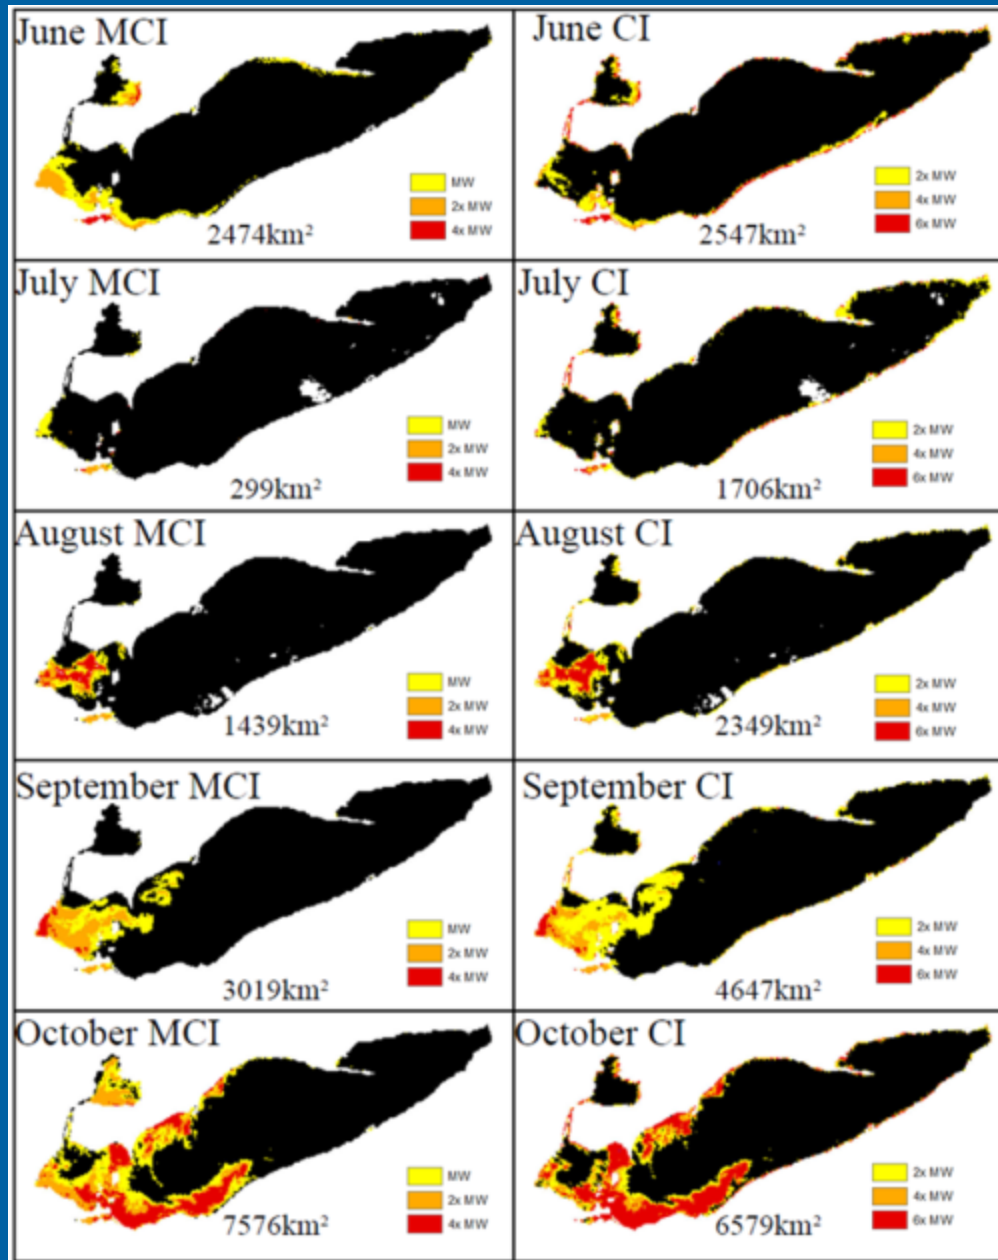 June MCI
MW
2x MW
4x MW
2474km²
June CI
2x MW
4x MW
6x MW
2547km²
July MCI
MW
2x MW
4x MW
299km²
July CI
2x MW
4x MW
6x MW
1706km²
August MCI
MW
2x MW
4x MW
1439km²
August CI
2x MW
4x MW
6x MW
2349km²
September MCI
MW
2x MW
4x MW
3019km²
September CI
2x MW
4x MW
6x MW
4647km²
October MCI
MW
2x MW
4x MW
7576km²
October CI
2x MW
4x MW
6x MW
6579km²